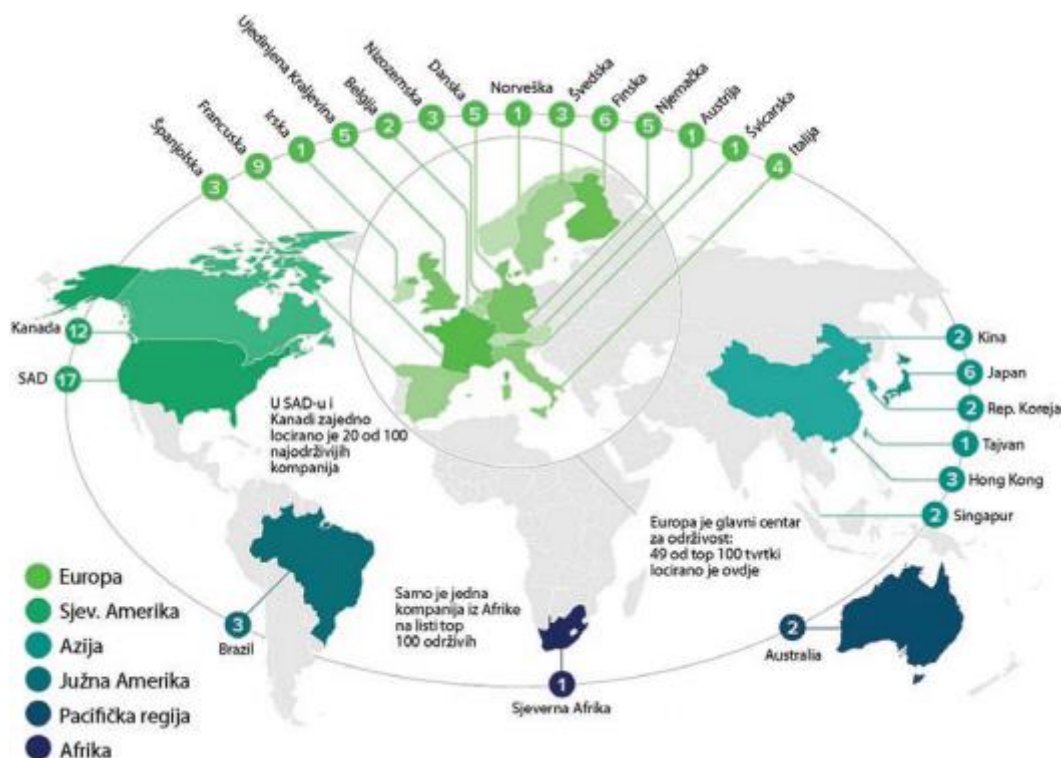 Španjolska
3
Francuska
9
Irska
1
Ujedinjena Kraljevina
5
Belgija
2
Nizozemska
3
Danska
5
Norveška
1
Švedska
3
Finska
6
Njemačka
5
Austrija
1
Švicarska
1
Italija
4
Kanada
12
SAD
17
U SAD-u i
Kanadi zajedno
locirano je 20 od 100
najodrživijih
kompanija
2
Kina
6
Japan
2
Rep. Koreja
1
Tajvan
3
Hong Kong
2
Singapur
Europa je glavni centar
za održivost:
49 od top 100 tvrtki
locirano je ovdje
Samo je jedna
kompanija iz Afrike
na listi top
100 održivih
3
Brazil
2
Australia
1
Sjeverna Afrika
Europa
Sjev. Amerika
Azija
Južna Amerika
Pacifička regija
Afrika